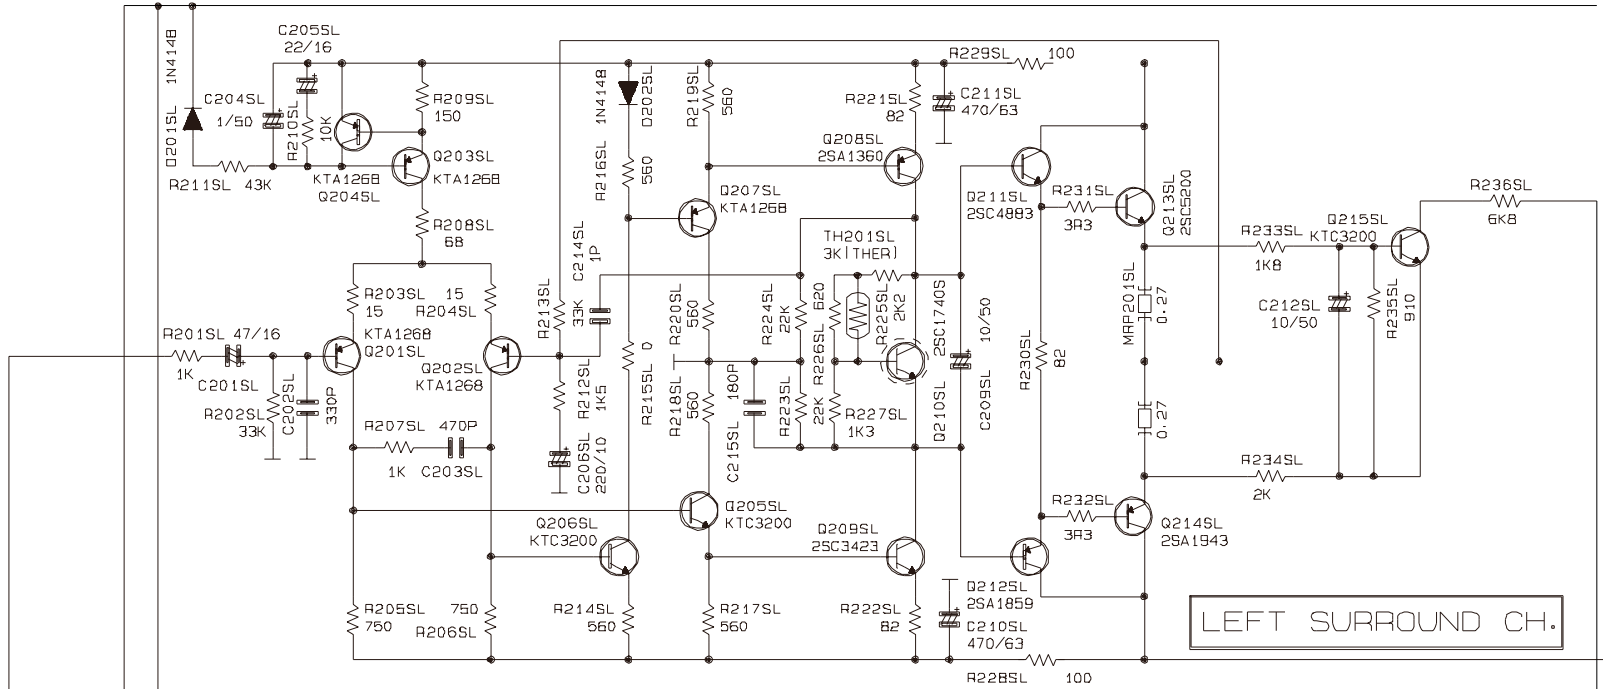 D201SL 1N4148
C205SL
22/16
C204SL
1/50
R210SL
10K
R209SL
150
Q203SL
KTA1268
KTA1268
Q204SL
R211SL 43K
R208SL
68
R203SL
15
15
R204SL
R201SL 47/16
1K
C201SL
KTA1268
Q201SL
Q202SL
KTA1268
R202SL
33K
C202SL
330P
R207SL 470P
1K C203SL
R205SL
750
750
R206SL
R213SL
33K
C214SL
1P
R212SL
1K5
C206SL
220/10
D202SL
1N4148
R216SL
560
R215SL 0
Q206SL
KTC3200
R214SL
560
R219SL
560
Q207SL
KTA1268
R220SL
560
R218SL
560
C215SL 180P
Q205SL
KTC3200
R217SL
560
R221SL
82
Q208SL
2SA1360
TH201SL
3K(THER)
R224SL
22K
R226SL 620
R225SL
2K2
R223SL
22K
R227SL
1K3
Q210SL 2SC1740S
C209SL 10/50
Q209SL
2SC3423
R222SL
82
R229SL 100
C211SL
470/63
Q211SL
2SC4883
R231SL
3R3
Q213SL
2SC5200
R230SL
82
MRP201SL
0.27
0.27
R232SL
3R3
Q214SL
2SA1943
Q212SL
2SA1859
C210SL
470/63
R228SL 100
R233SL
1K8
C212SL
10/50
R235SL
910
R234SL
2K
Q215SL
KTC3200
R236SL
6K8
LEFT SURROUND CH.